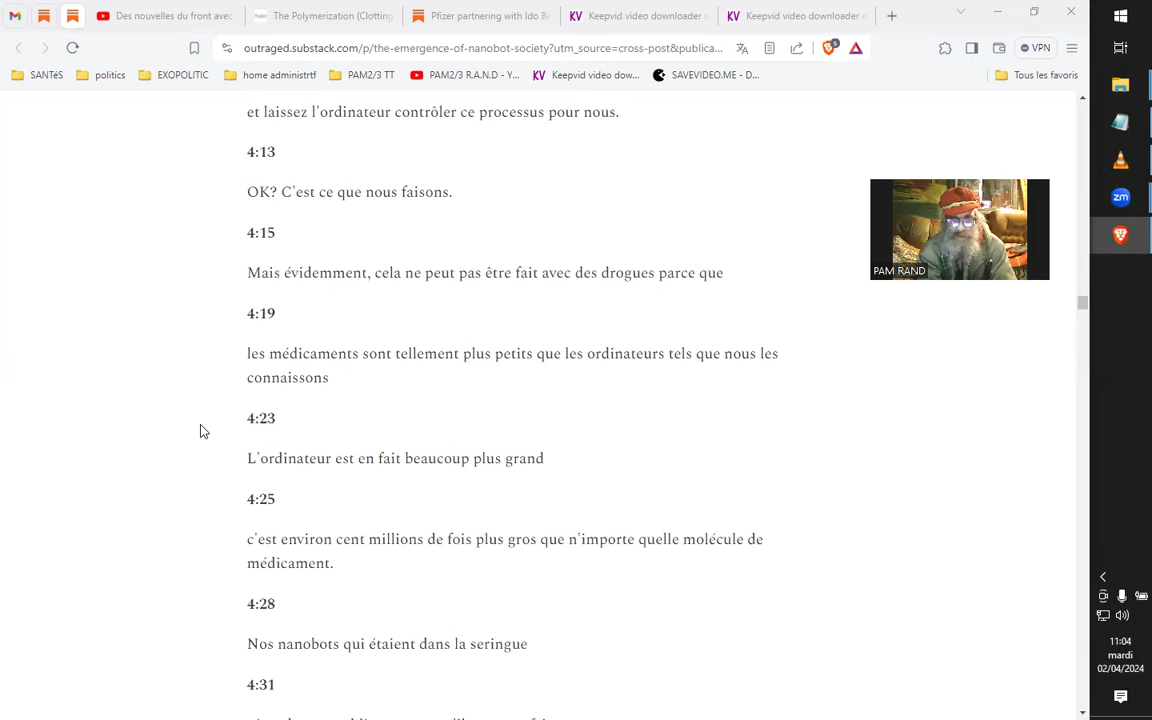 Des nouvelles du front avec
The Polymerization (Clotting
Pfizer partnering with Ido Ba
KV Keepvid video downloader o
KV Keepvid video downloader o
outraged.substack.com/p/the-emergence-of-nanobot-society?utm_source=cross-post&publica...
VPN
SANTéS
politics
EXOPOLITIC
home administrtf
PAM2/3 TT
PAM2/3 R.A.N.D - Y...
KV Keepvid video dow...
SAVEVIDEO.ME - D...
Tous les favoris
et laissez l'ordinateur contrôler ce processus pour nous.
4:13
OK? C'est ce que nous faisons.
4:15
Mais évidemment, cela ne peut pas être fait avec des drogues parce que
4:19
les médicaments sont tellement plus petits que les ordinateurs tels que nous les
connaissons
4:23
L'ordinateur est en fait beaucoup plus grand
4:25
c'est environ cent millions de fois plus gros que n'importe quelle molécule de
médicament.
4:28
Nos nanobots qui étaient dans la seringue
4:31
PAM RAND
zm
11:04
mardi
02/04/2024